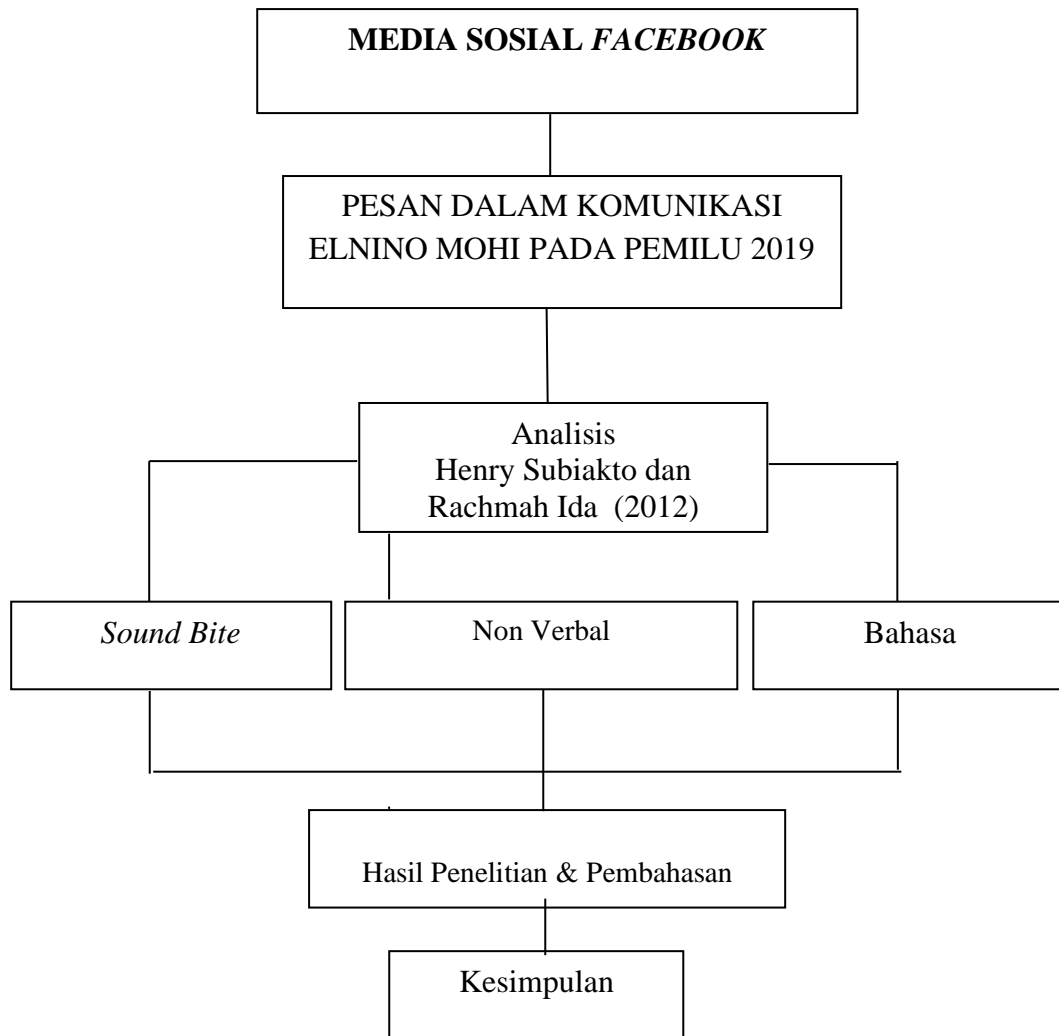 MEDIA SOSIAL FACEBOOK
PESAN DALAM KOMUNIKASI
ELNINO MOHI PADA PEMILU 2019
Analisis
Henry Subiakto dan
Rachmah Ida (2012)
Sound Bite
Non Verbal
Bahasa
Hasil Penelitian & Pembahasan
Kesimpulan